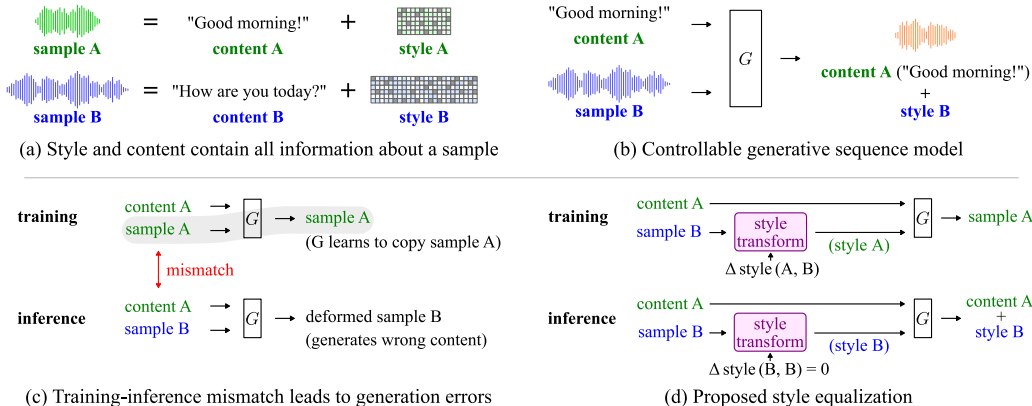 "Good morning!"
= +
sample A content A style A
= "How are you today?" +
sample B content B style B
(a) Style and content contain all information about a sample
"Good morning!"
content A
G
sample B
content A ("Good morning!")
+
style B
(b) Controllable generative sequence model
training
content A
sample A
G
sample A
(G learns to copy sample A)
mismatch
inference
content A
sample B
G
deformed sample B
(generates wrong content)
(c) Training-inference mismatch leads to generation errors
training
content A
sample B
style
transform
(style A)
Δ style (A, B)
G
sample A
inference
content A
sample B
style
transform
(style B)
Δ style (B, B) = 0
G
content A
+
style B
(d) Proposed style equalization